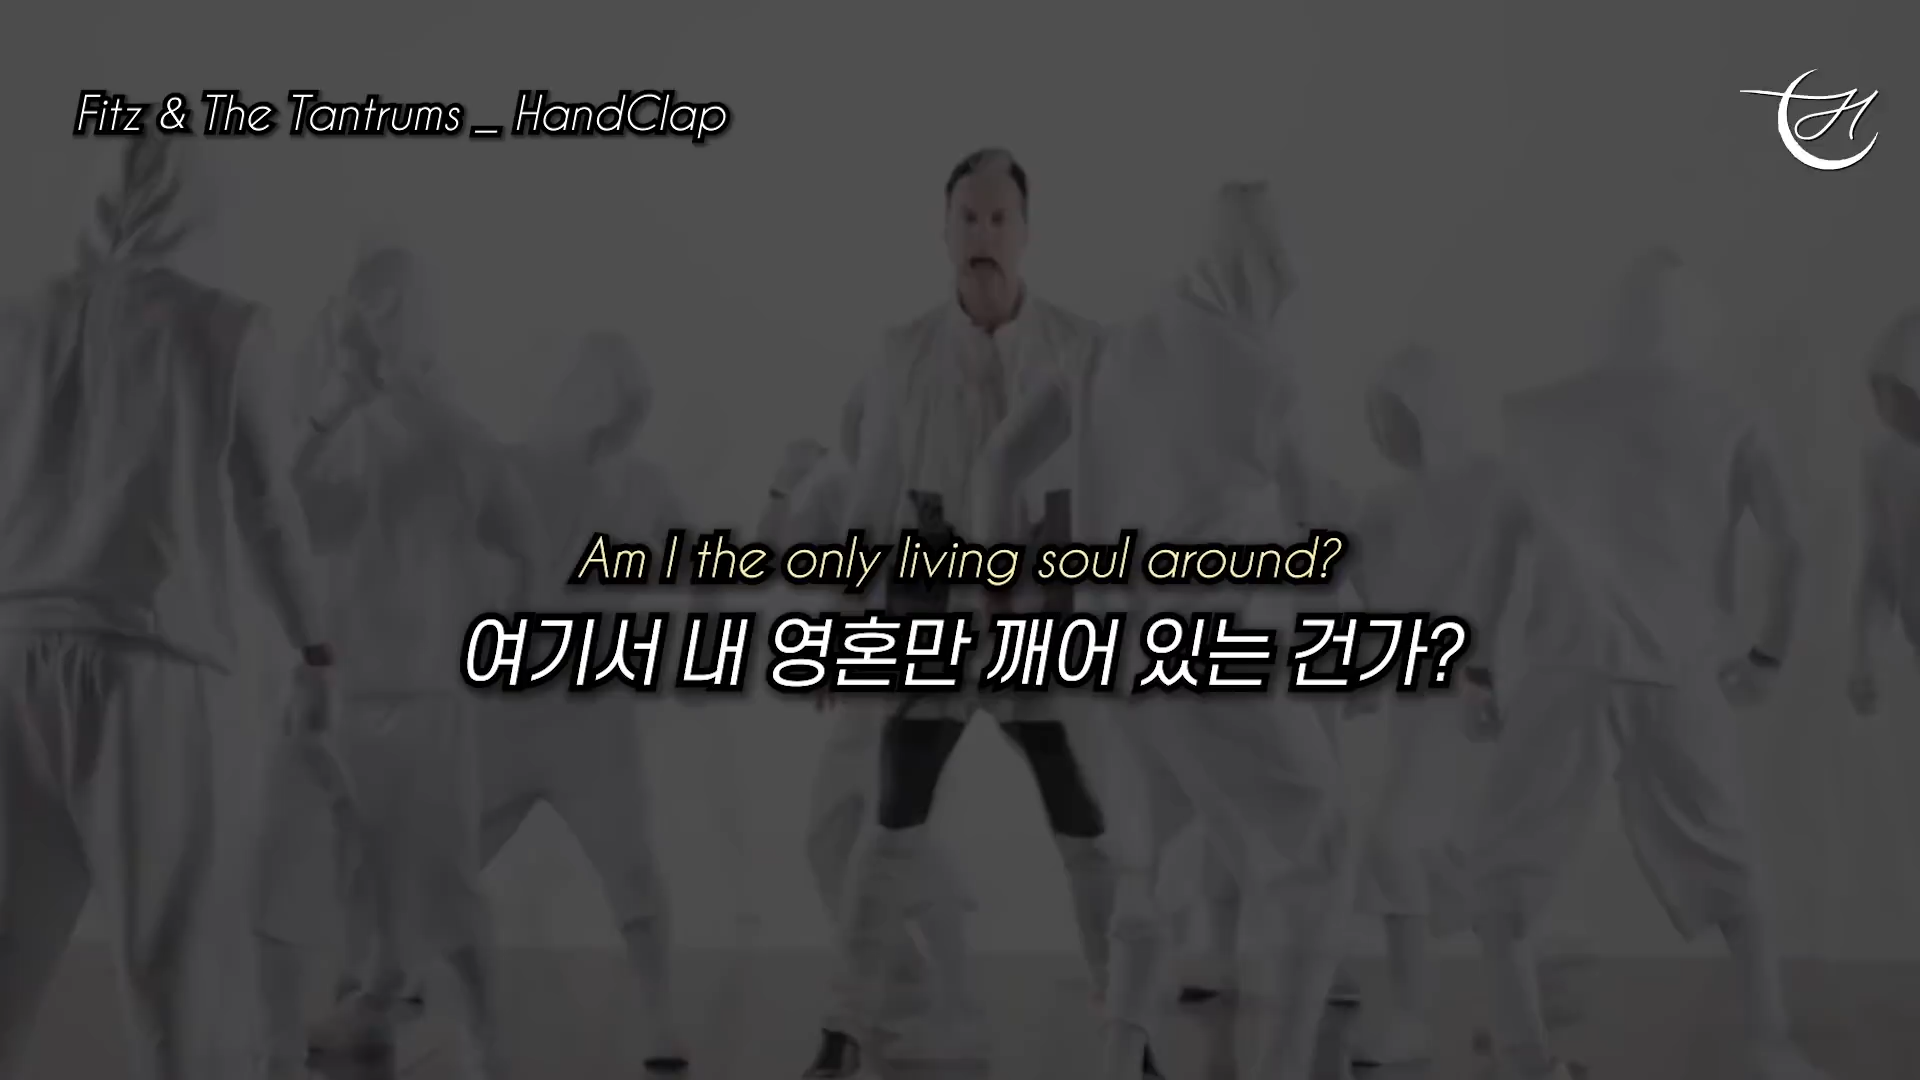 Fitz & The Tantrums _ HandClap
Am I the only living soul around?
여기서 내 영혼만 깨어 있는 건가?